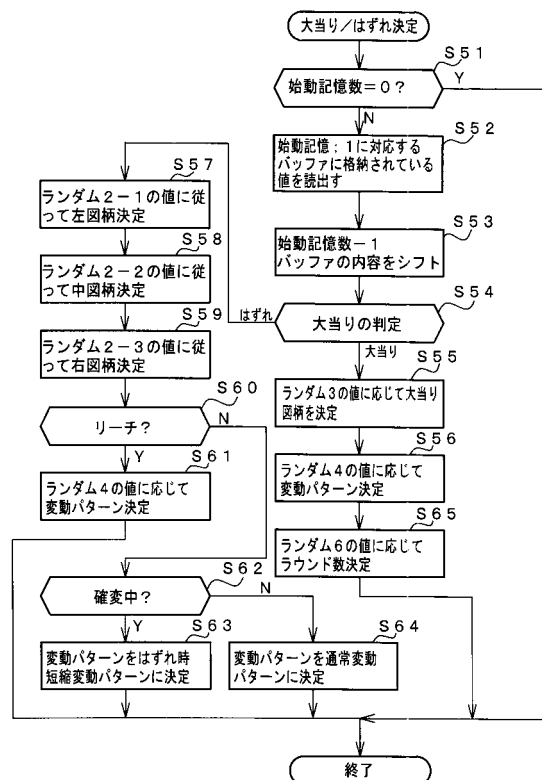 大当り/はずれ決定
S51
始動記憶数=0?
Y
N
S52
始動記憶:1に対応する
バッファに格納されている
値を読出す
S53
始動記憶数-1
バッファの内容をシフト
S54
大当りの判定
はずれ
大当り
S55
ランダム3の値に応じて大当り
図柄を決定
S56
ランダム4の値に応じて
変動パターン決定
S65
ランダム6の値に応じて
ラウンド数決定
S57
ランダム2-1の値に従
って左図柄決定
S58
ランダム2-2の値に従
って中図柄決定
S59
ランダム2-3の値に従
って右図柄決定
S60
リーチ?
N
Y
S61
ランダム4の値に応じて
変動パターン決定
S62
確変中?
N
Y
S63
変動パターンをはずれ時
短縮変動パターンに決定
S64
変動パターンを通常変動
パターンに決定
終了